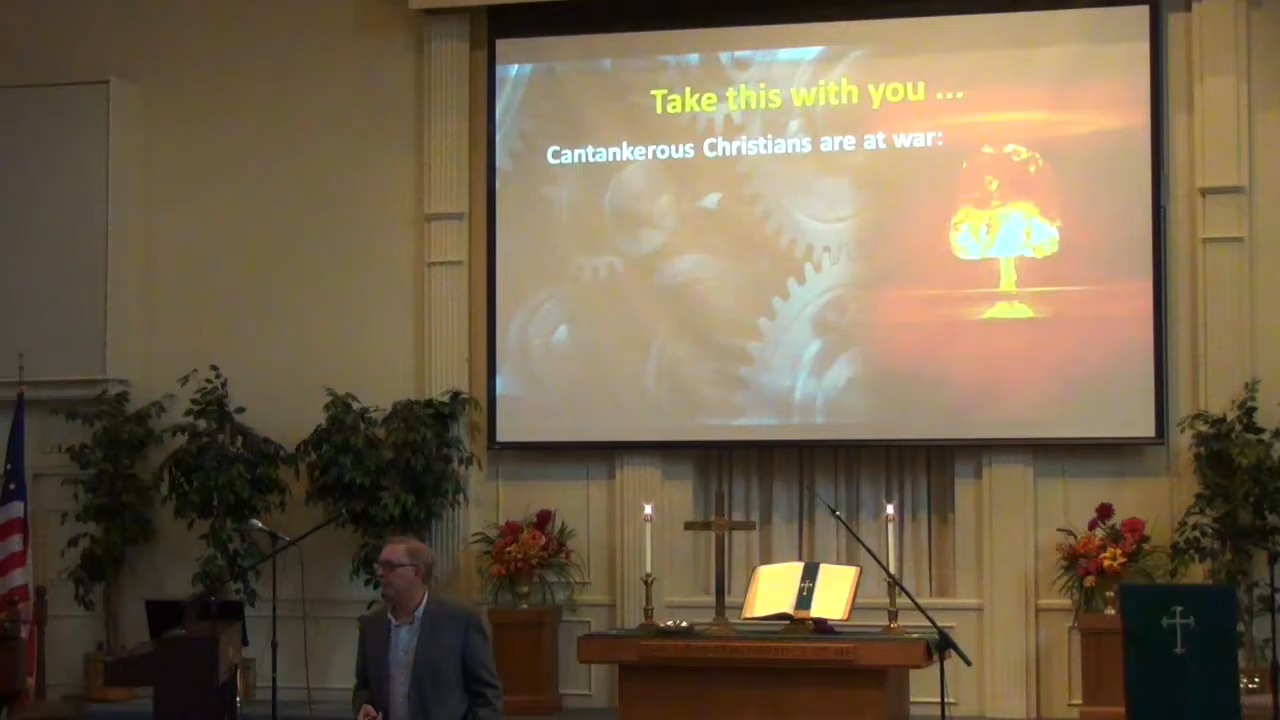 Take this with you ...
Cantankerous Christians are at war: